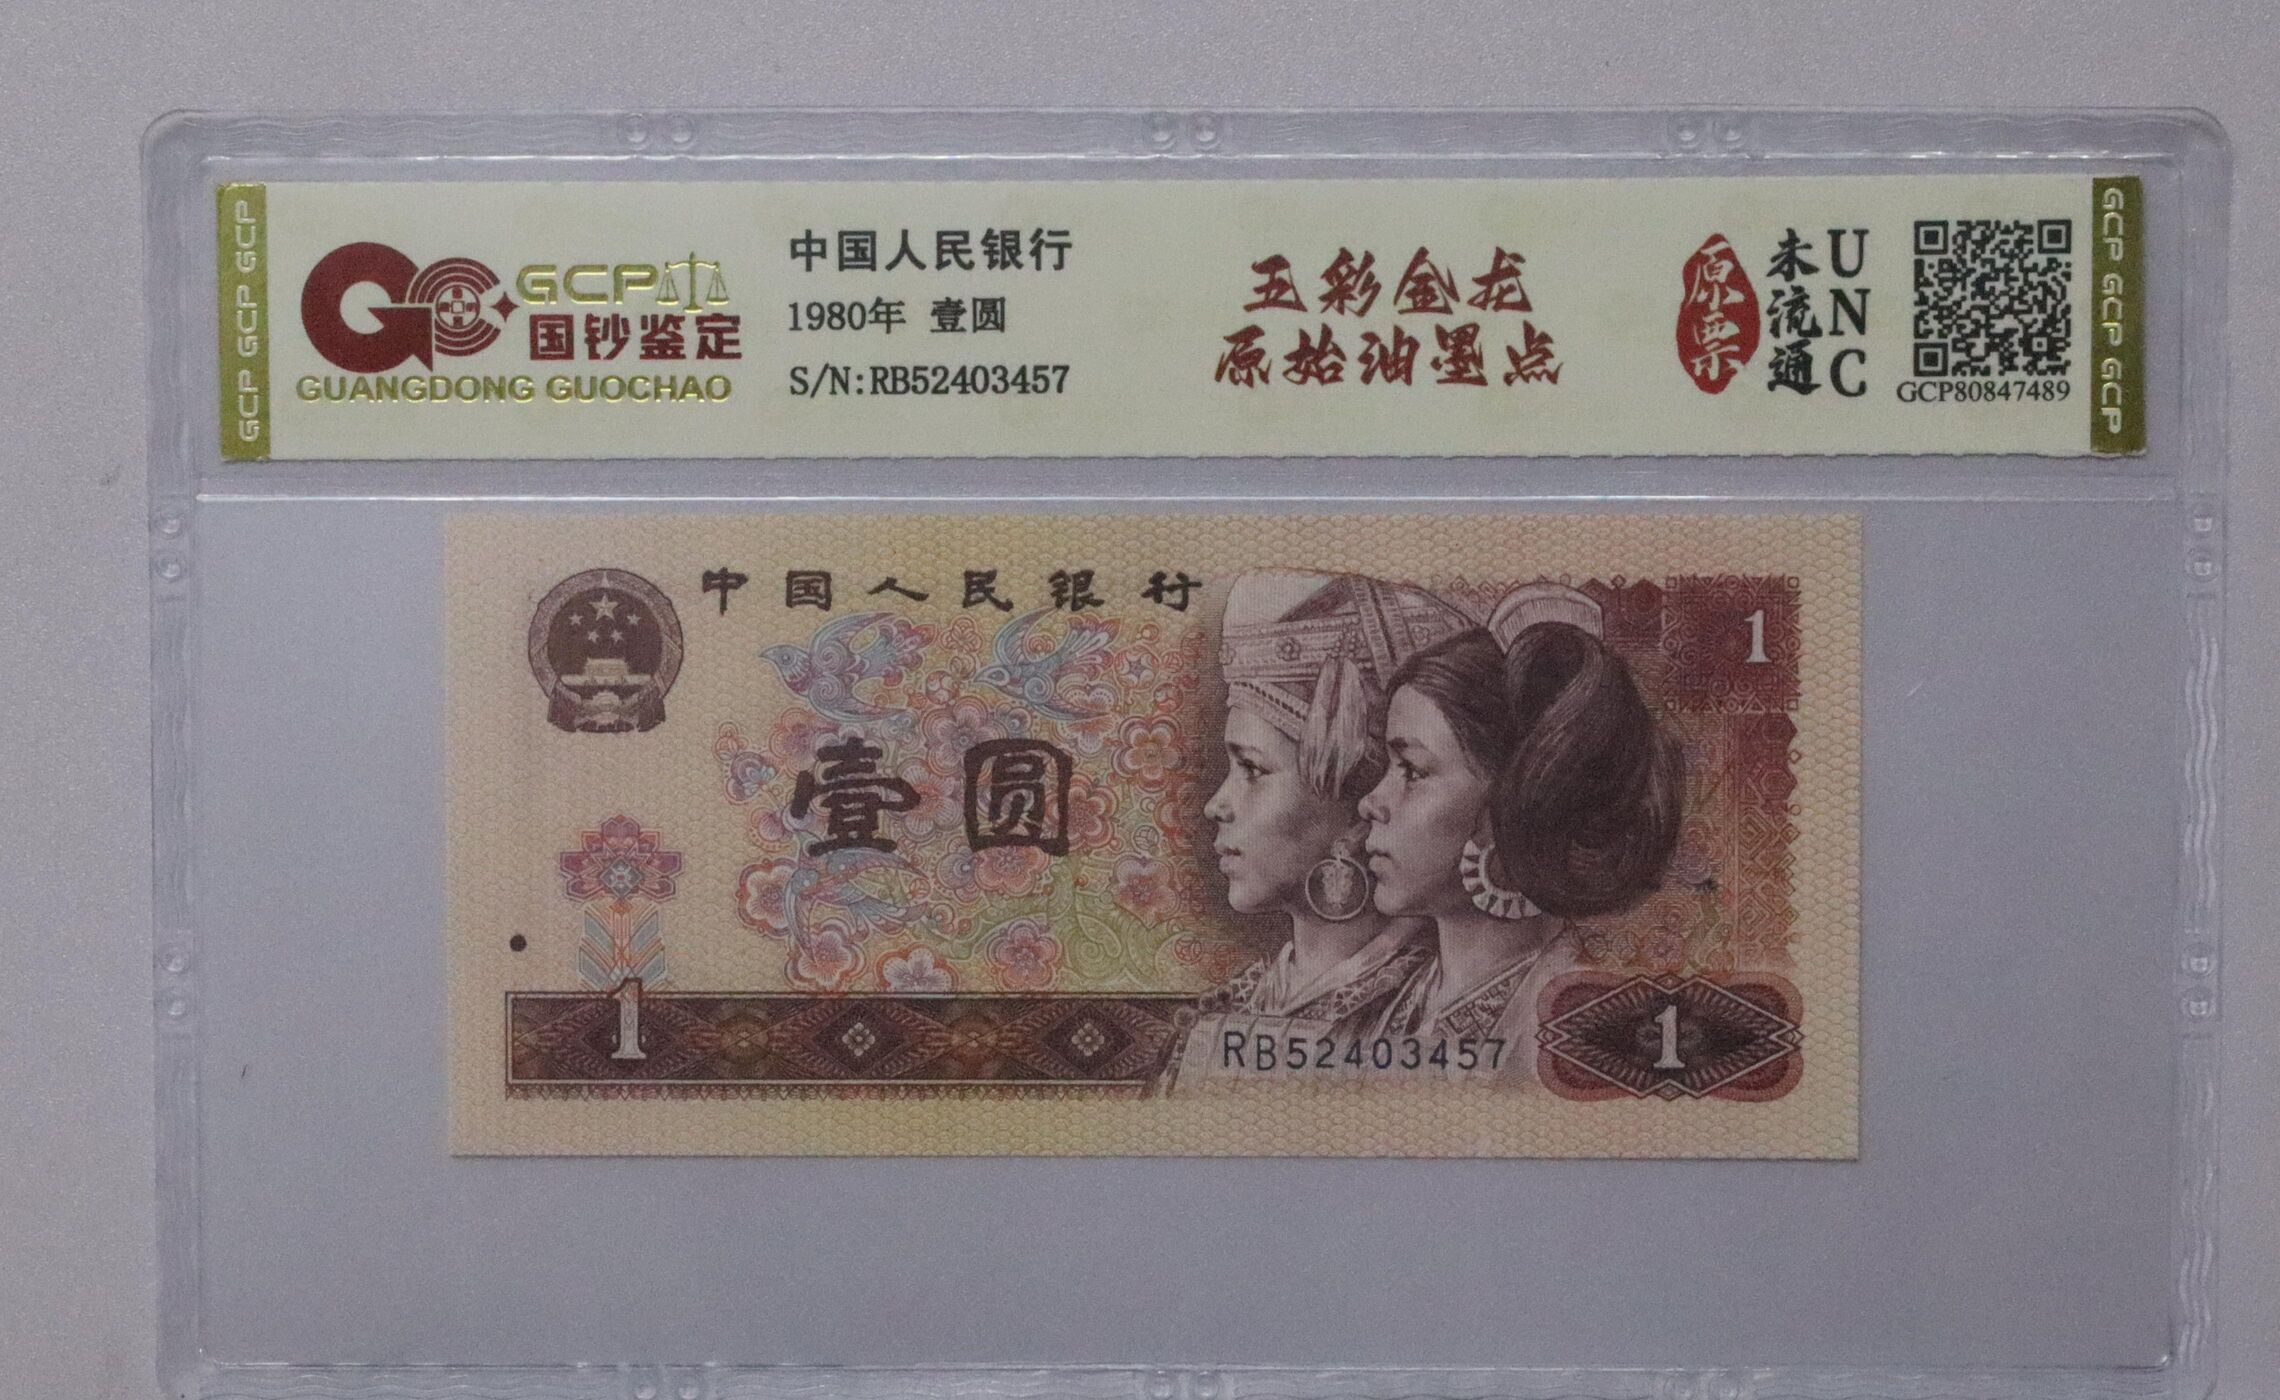 GCP GCP GCP
GCP
国钞鉴定
GUANGDONG GUOCHAO
中国人民银行
1980年 壹圆
S/N:RB52403457
五彩金龙
原始油墨点
原票
未流通
UNC
GCP80847489
GCP GCP GCP
中国人民银行
1
壹圆
1
RB52403457
1